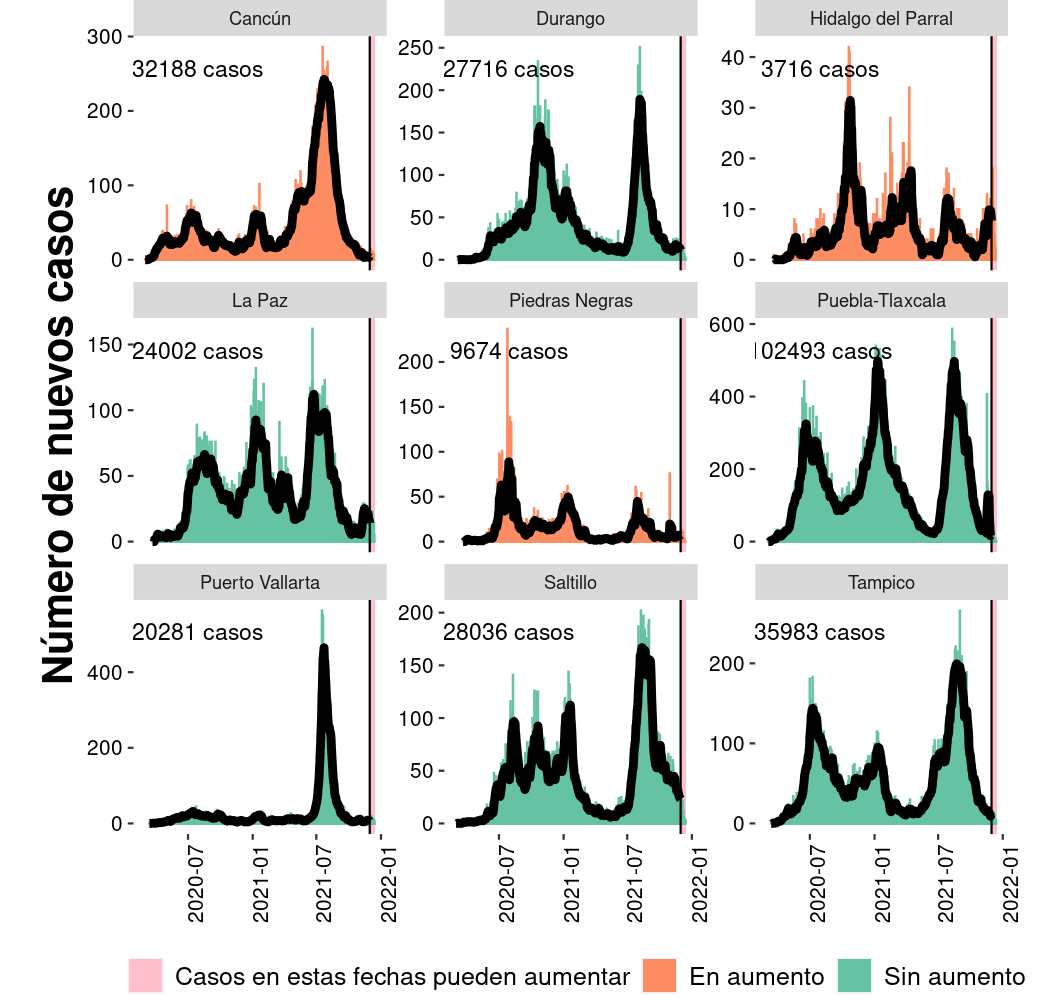 Número de nuevos casos
Cancún
Durango
Hidalgo del Parral
32188 casos
27716 casos
3716 casos
300
200
100
0
250
200
150
100
50
0
40
30
20
10
0
La Paz
Piedras Negras
Puebla-Tlaxcala
24002 casos
9674 casos
102493 casos
150
100
50
0
200
150
100
50
0
600
400
200
0
Puerto Vallarta
Saltillo
Tampico
20281 casos
28036 casos
35983 casos
400
200
0
200
150
100
50
0
200
100
0
2020-07
2021-01
2021-07
2022-01
2020-07
2021-01
2021-07
2022-01
2020-07
2021-01
2021-07
2022-01
Casos en estas fechas pueden aumentar
En aumento
Sin aumento